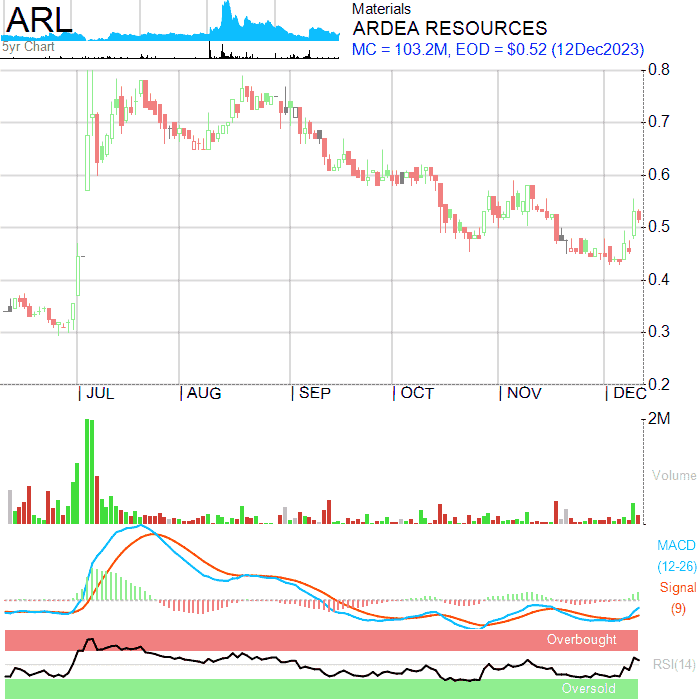 ARL
5yr Chart
Materials
ARDEA RESOURCES
MC = 103.2M, EOD = $0.52 (12Dec2023)
0.8
0.7
0.6
0.5
0.4
0.3
0.2
JUL AUG SEP OCT NOV DEC
2M
Volume
MACD
(12-26)
Signal
(9)
Overbought
RSI(14)
Oversold